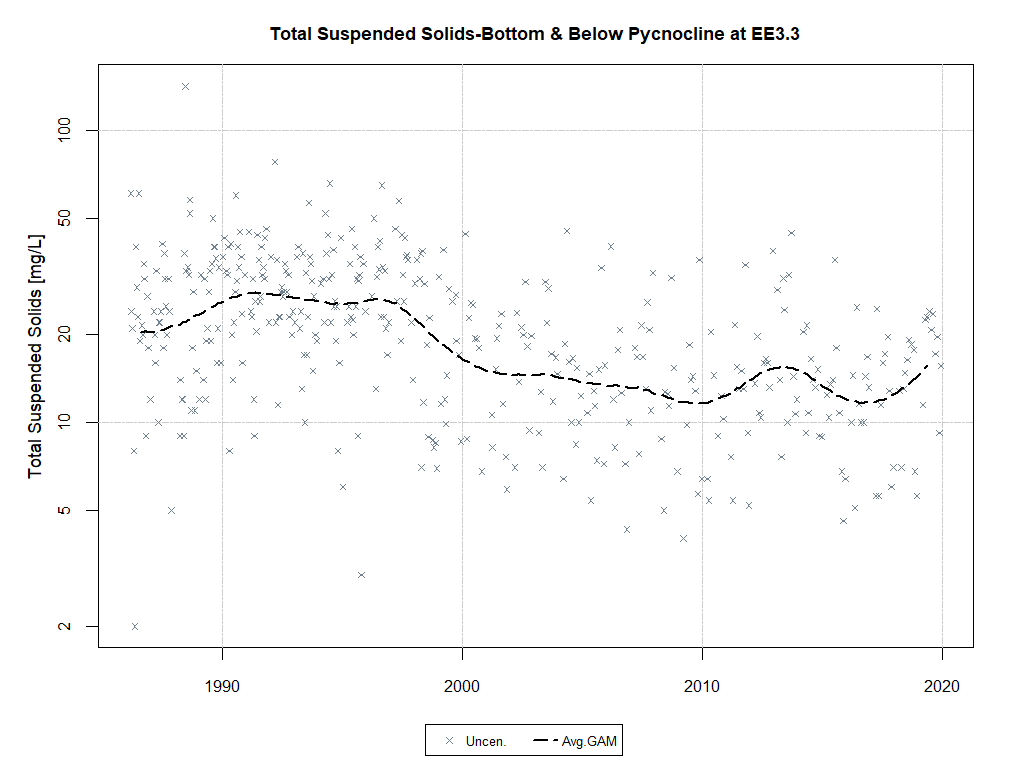 Total Suspended Solids-Bottom & Below Pycnocline at EE3.3
Total Suspended Solids [mg/L]
100
50
20
10
5
2
1990 2000 2010 2020
Uncen. Avg.GAM